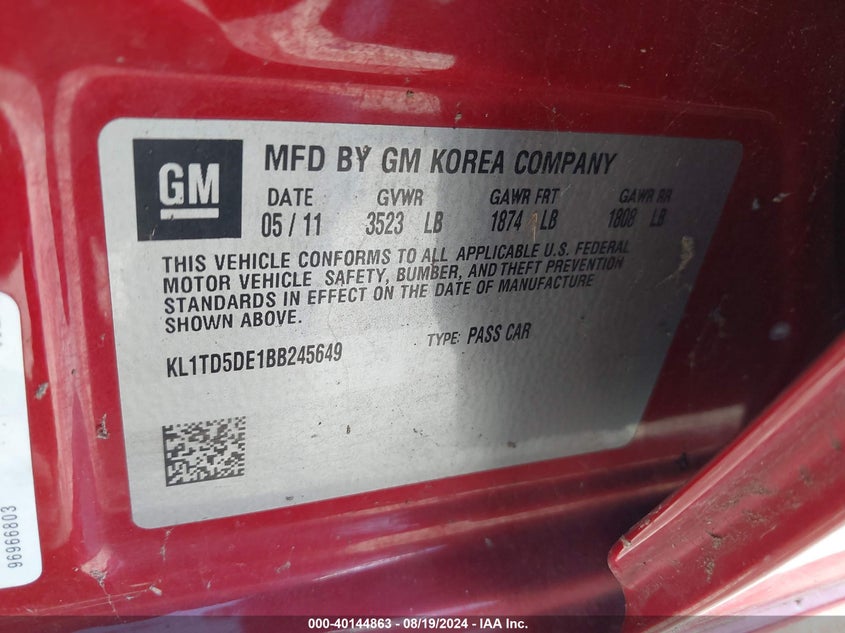 GM
MFD BY GM KOREA COMPANY
DATE GVWR GAWR FRT GAWR RR
05 / 11 3523 LB 1874 LB 1808 LB
THIS VEHICLE CONFORMS TO ALL APPLICABLE U.S. FEDERAL
MOTOR VEHICLE SAFETY, BUMBER, AND THEFT PREVENTION
STANDARDS IN EFFECT ON THE DATE OF MANUFACTURE
SHOWN ABOVE.
KL1TD5DE1BB245649 TYPE: PASS CAR
96966803
000-40144863 - 08/19/2024 - IAA Inc.